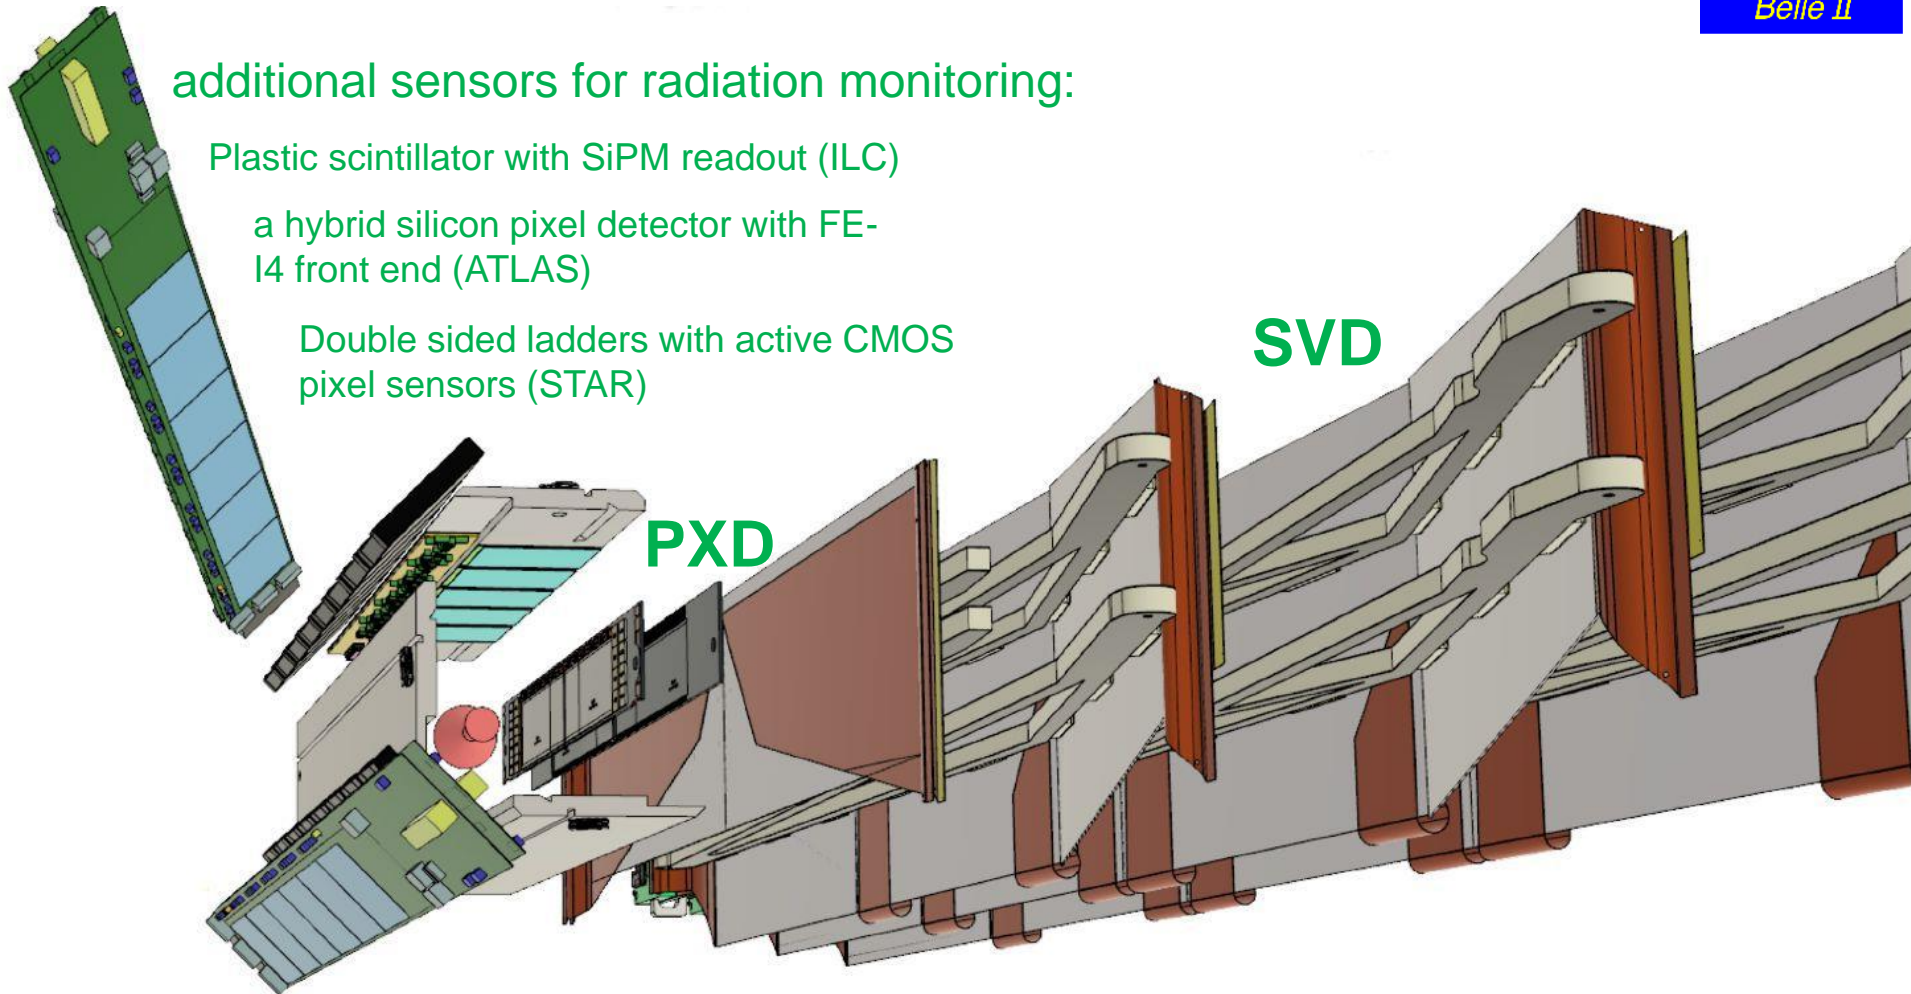 Belle II
additional sensors for radiation monitoring:
Plastic scintillator with SiPM readout (ILC)
a hybrid silicon pixel detector with FE-
I4 front end (ATLAS)
Double sided ladders with active CMOS
pixel sensors (STAR)
SVD
PXD